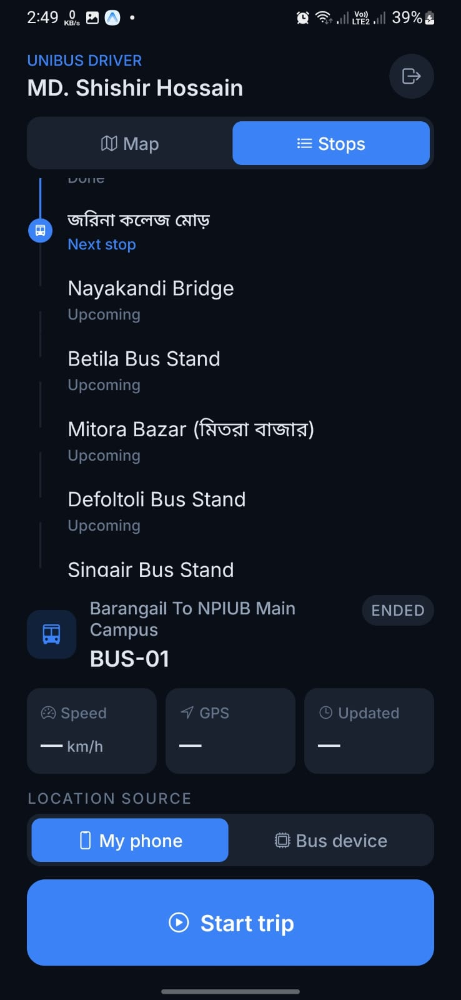 2:49 0 KB/s Vo)) LTE2 39%
UNIBUS DRIVER
MD. Shishir Hossain
Map Stops
Done
জরিনা কলেজ মোড়
Next stop
Nayakandi Bridge
Upcoming
Betila Bus Stand
Upcoming
Mitora Bazar (মিতরা বাজার)
Upcoming
Defoltoli Bus Stand
Upcoming
Singair Bus Stand
Barangail To NPIUB Main
Campus
ENDED
BUS-01
Speed GPS Updated
— km/h — —
LOCATION SOURCE
My phone Bus device
Start trip